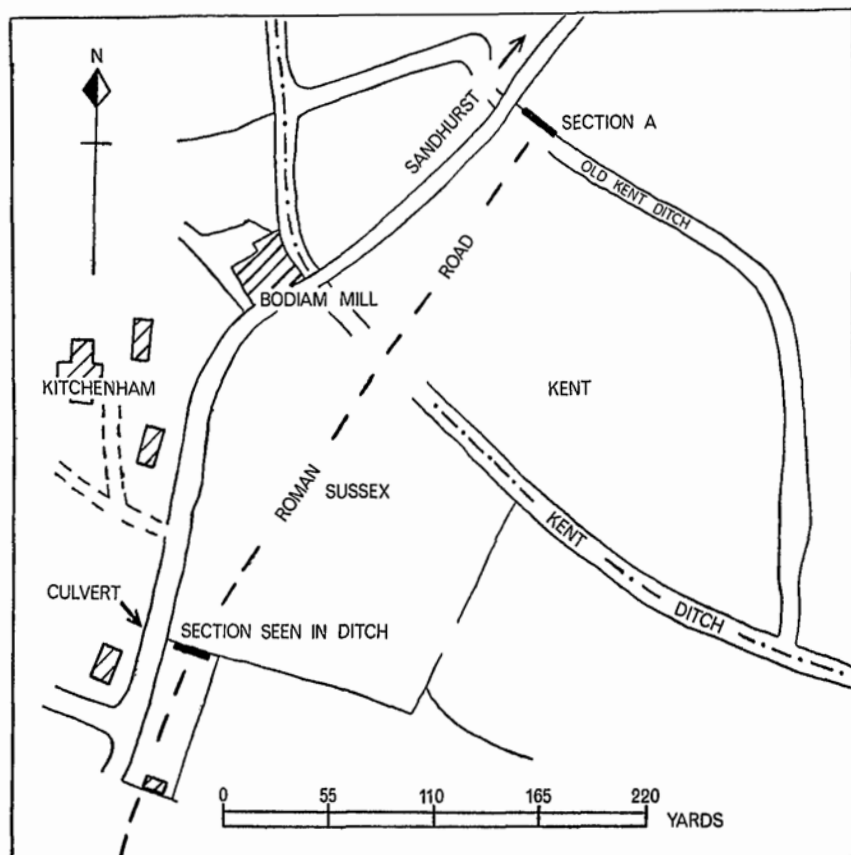 N
SANDHURST
SECTION A
OLD KENT DITCH
ROAD
BODIAM MILL
KITCHENHAM
KENT
ROMAN
SUSSEX
KENT
CULVERT
DITCH
SECTION SEEN IN DITCH
0 55 110 165 220
YARDS